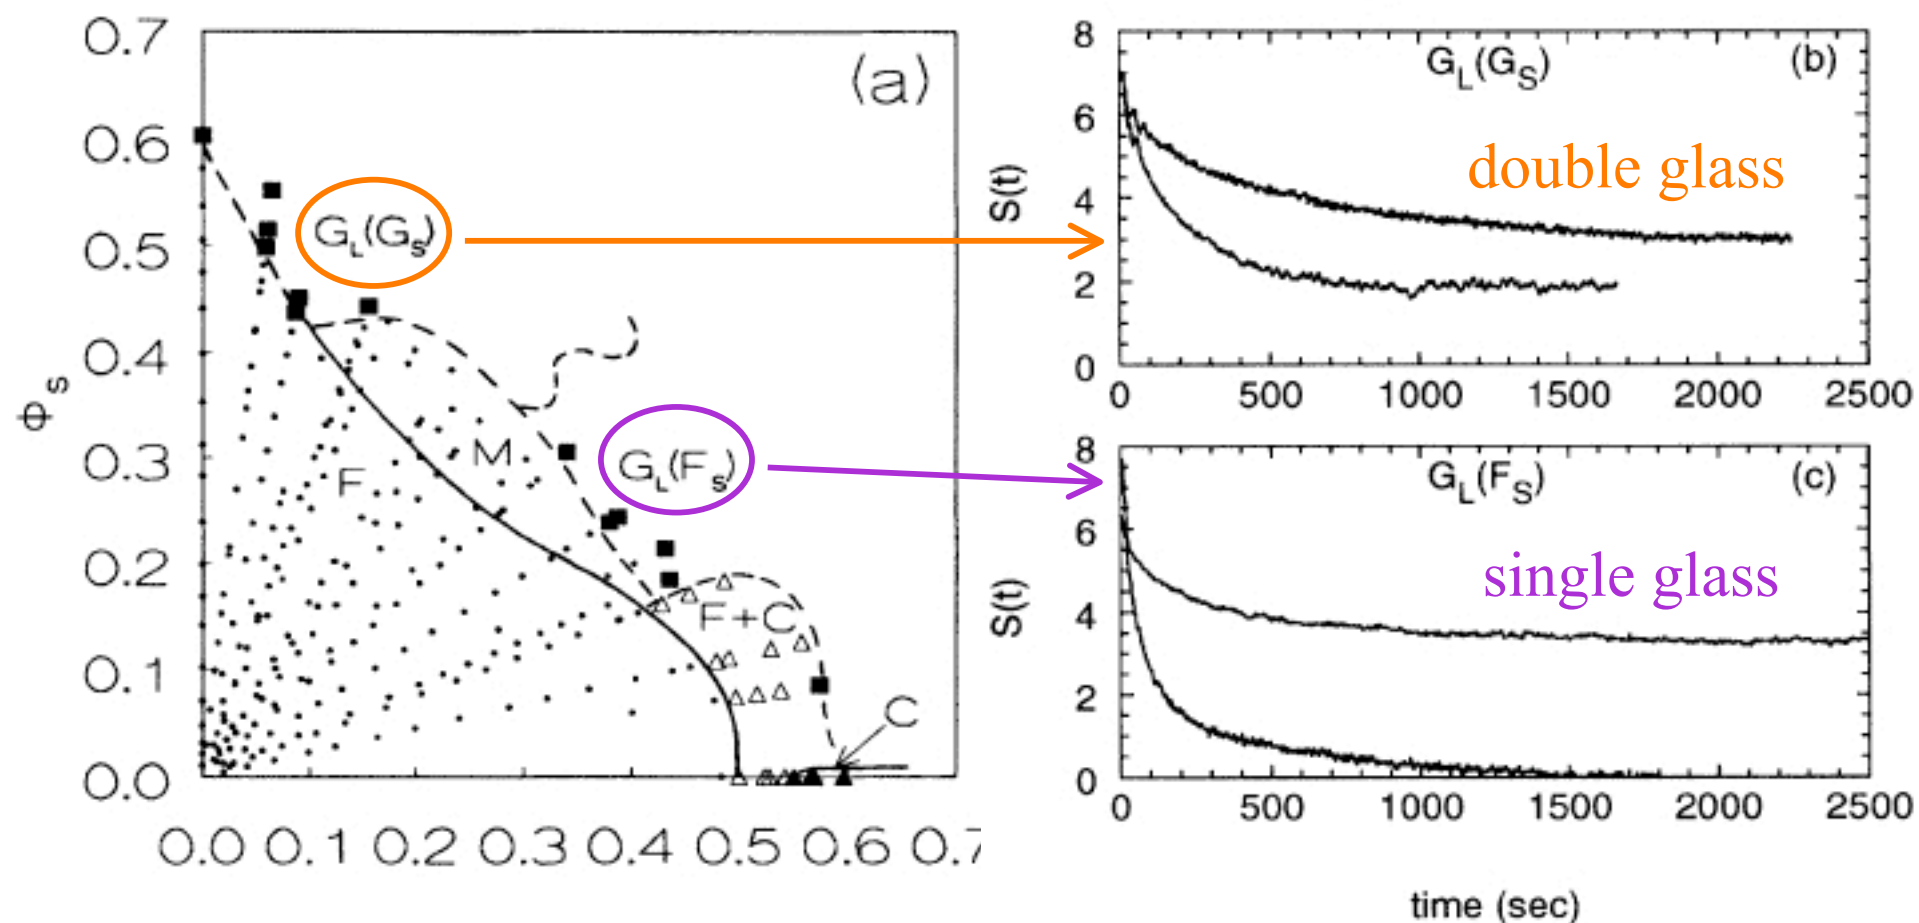 (a)
0.7
0.6
0.5
0.4
0.3
0.2
0.1
0.0
Φs
G_L(G_S)
M
F
G_L(F_s)
F+C
C
0.0 0.1 0.2 0.3 0.4 0.5 0.6 0.7
G_L(G_S)
(b)
double glass
S(t)
8
6
4
2
0
0 500 1000 1500 2000 2500
G_L(F_S)
(c)
single glass
S(t)
8
6
4
2
0
0 500 1000 1500 2000 2500
time (sec)